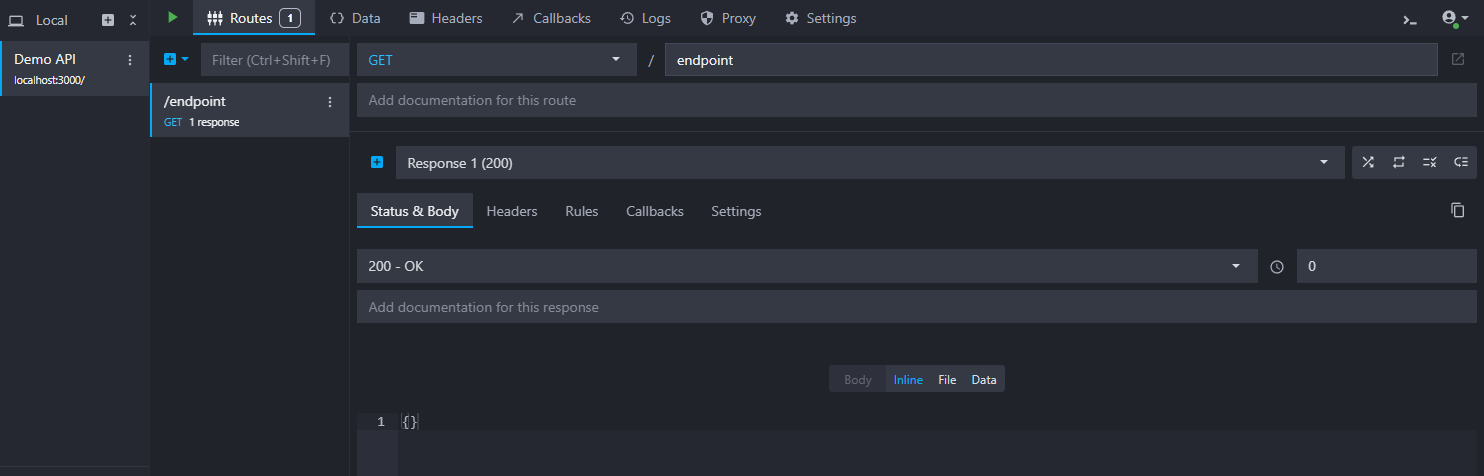 Local
Routes 1 Data Headers Callbacks Logs Proxy Settings
Demo API
localhost:3000/
Filter (Ctrl+Shift+F)
GET / endpoint
Add documentation for this route
/endpoint
GET 1 response
Response 1 (200)
Status & Body Headers Rules Callbacks Settings
200 - OK 0
Add documentation for this response
Body Inline File Data
1 {}